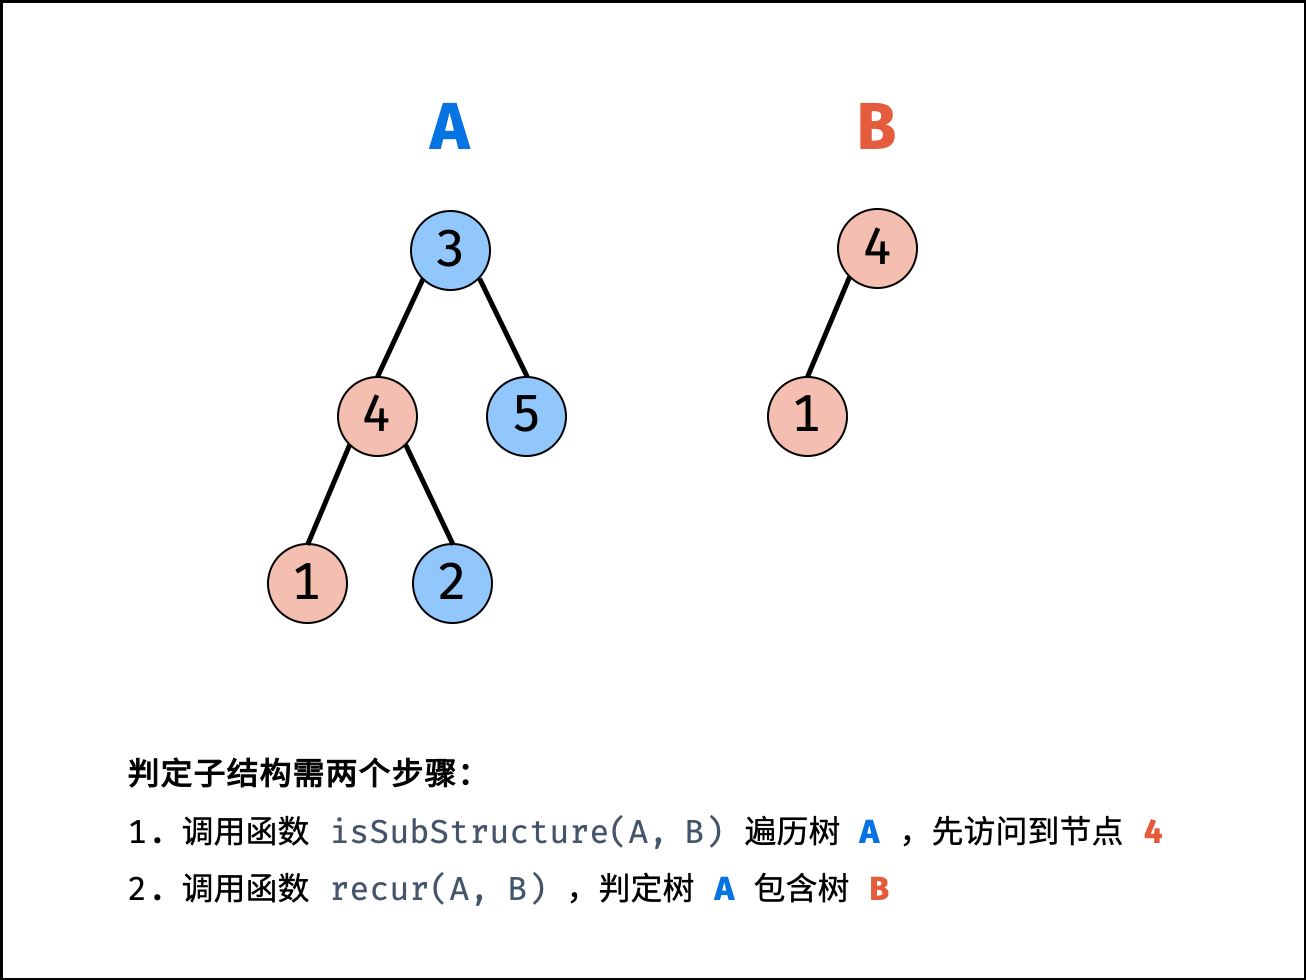 A B
3 4
4 5 1
1 2
判定子结构需两个步骤：
1. 调用函数 isSubStructure(A, B) 遍历树 A ，先访问到节点 4
2. 调用函数 recur(A, B) ，判定树 A 包含树 B